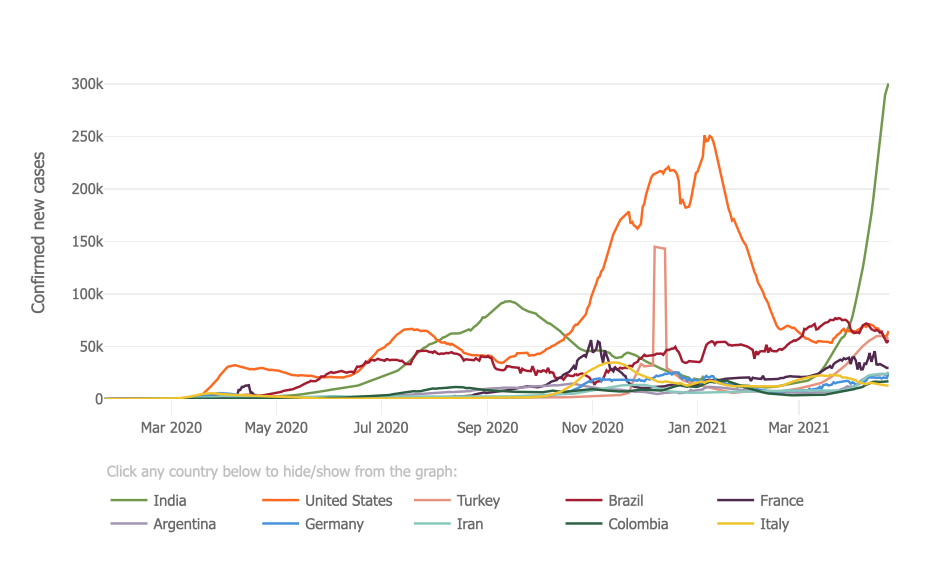 Confirmed new cases
300k
250k
200k
150k
100k
50k
0
Mar 2020 May 2020 Jul 2020 Sep 2020 Nov 2020 Jan 2021 Mar 2021
Click any country below to hide/show from the graph:
India United States Turkey Brazil France
Argentina Germany Iran Colombia Italy